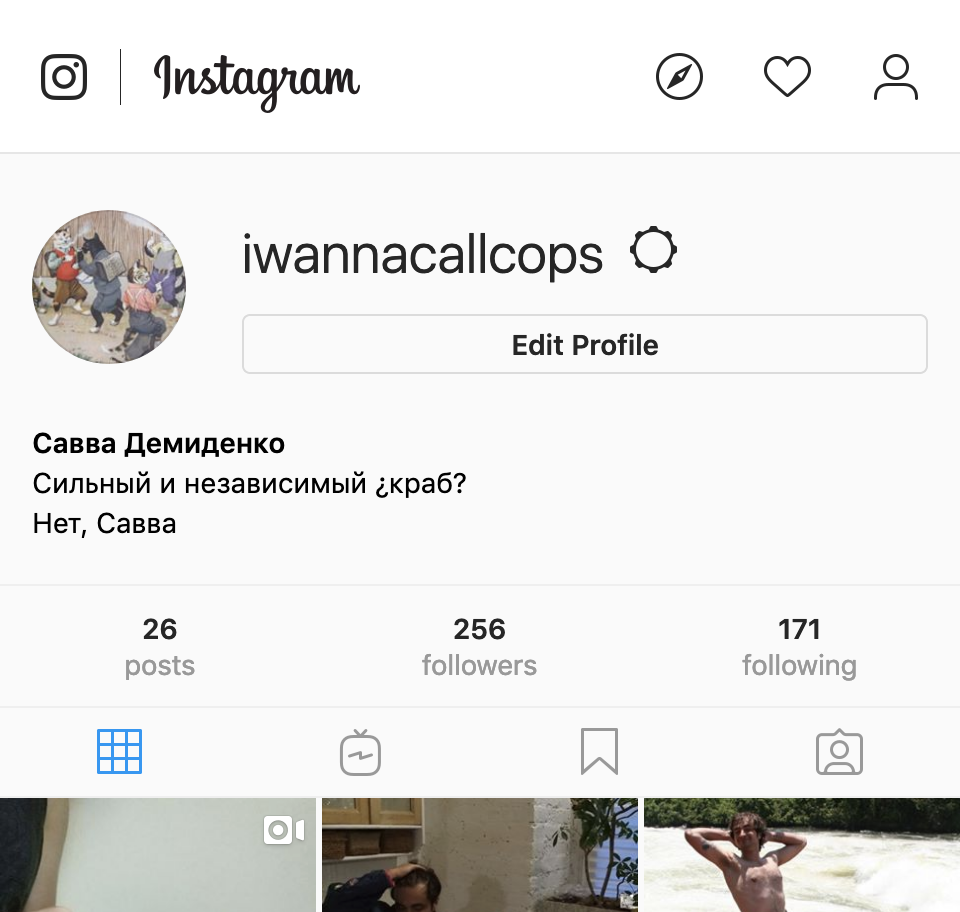 Instagram
iwannacallcops
Edit Profile
Савва Демиденко
Сильный и независимый ¿краб?
Нет, Савва
26 256 171
posts followers following